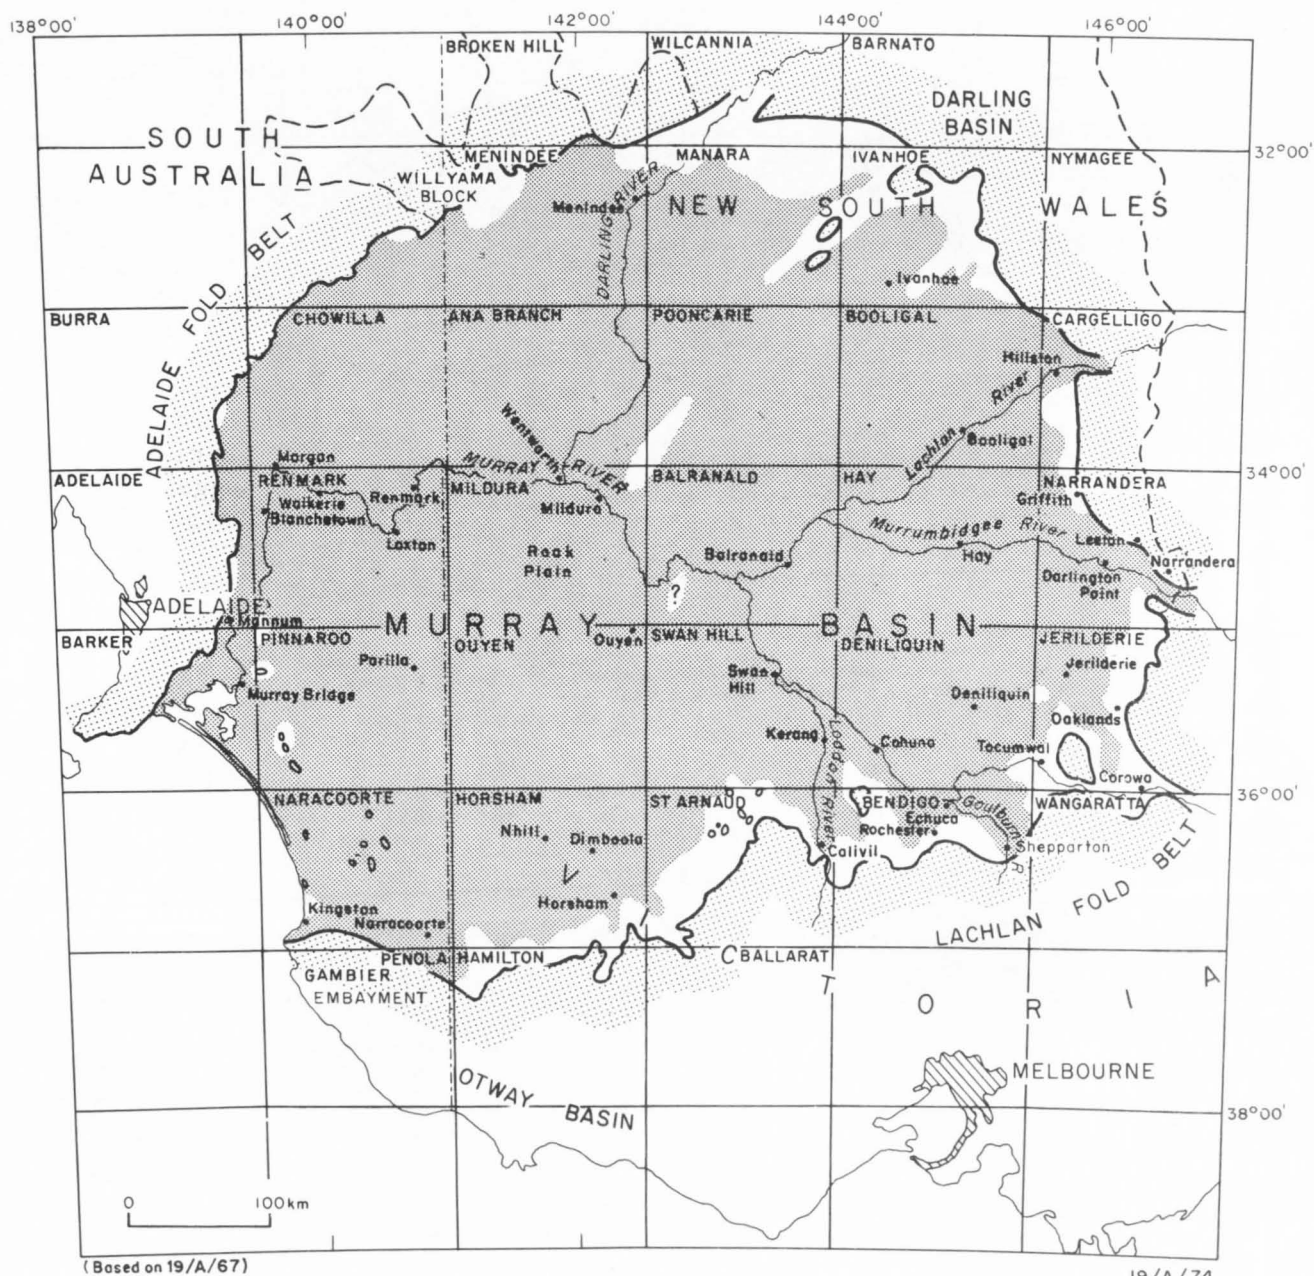 138°00'
140°00'
142°00'
144°00'
146°00'
BROKEN HILL
WILCANNIA
BARNATO
DARLING
BASIN
SOUTH
AUSTRALIA
MENINDEE
MANARA
IVANHOE
NYMAGEE
32°00'
WILLYAMA
BLOCK
Menindee
DARLING RIVER
NEW SOUTH WALES
ADELAIDE FOLD BELT
Ivanhoe
BURRA
CHOWILLA
ANA BRANCH
POONCARIE
BOOLIGAL
CARGELLIGO
Hillston
Lachlan River
Booligal
Wentworth
Morgan
MURRAY RIVER
ADELAIDE
RENMARK
MILDURA
BALRANALD
HAY
NARRANDERA
34°00'
Waikerie
Renmark
Griffith
Blanchetown
Mildura
Murrumbidgee River
Loxton
Raak
Plain
Balranald
Hay
Leeton
Narrandera
Darlington
Point
?
ADELAIDE
Mannum
MURRAY BASIN
BARKER
PINNAROO
OUYEN
Ouyen
SWAN HILL
DENILIQUIN
JERILDERIE
Parilla
Jerilderie
Murray Bridge
Swan
Hill
Deniliquin
Oaklands
Kerang
Loddon River
Cohuna
Tocumwal
Corowa
36°00'
NARACOORTE
HORSHAM
ST ARNAUD
BENDIGO
WANGARATTA
Echuca
Goulburn R
Nhill
Dimboola
Rochester
Calivil
Shepparton
Horsham
Kingston
Narracoorte
LACHLAN FOLD BELT
PENOLA
HAMILTON
BALLARAT
GAMBIER
EMBAYMENT
V I C T O R I A
MELBOURNE
OTWAY BASIN
38°00'
0 100km
(Based on 19/A/67)
19/A/74